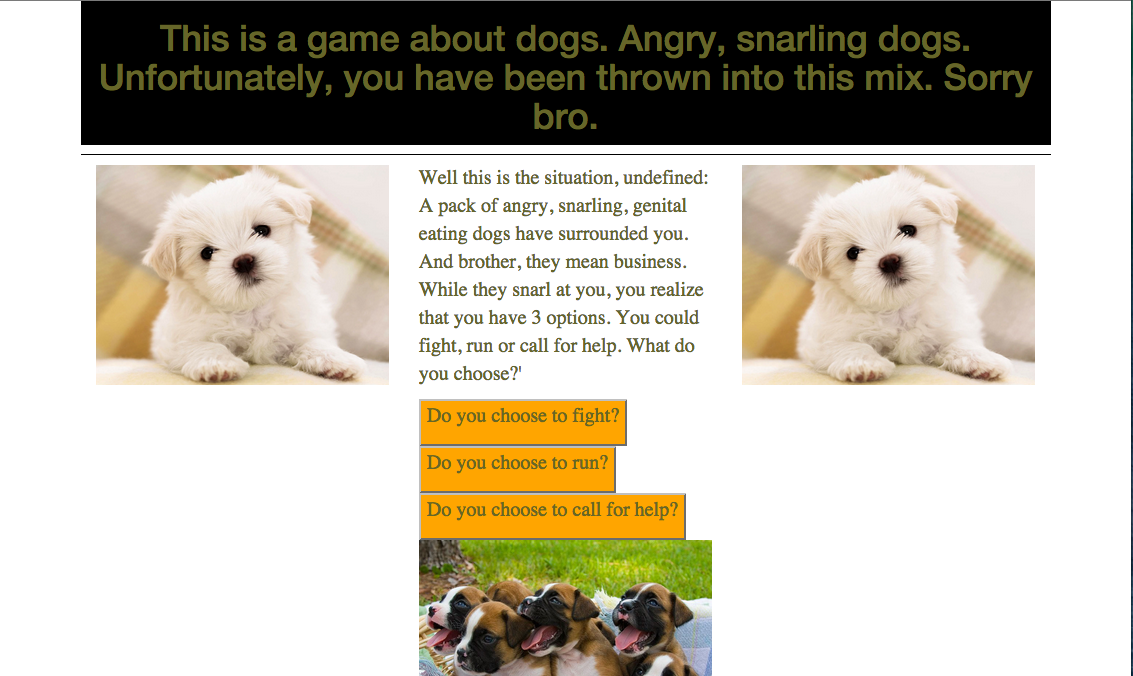 This is a game about dogs. Angry, snarling dogs.
Unfortunately, you have been thrown into this mix. Sorry
bro.
Well this is the situation, undefined:
A pack of angry, snarling, genital
eating dogs have surrounded you.
And brother, they mean business.
While they snarl at you, you realize
that you have 3 options. You could
fight, run or call for help. What do
you choose?'
Do you choose to fight?
Do you choose to run?
Do you choose to call for help?